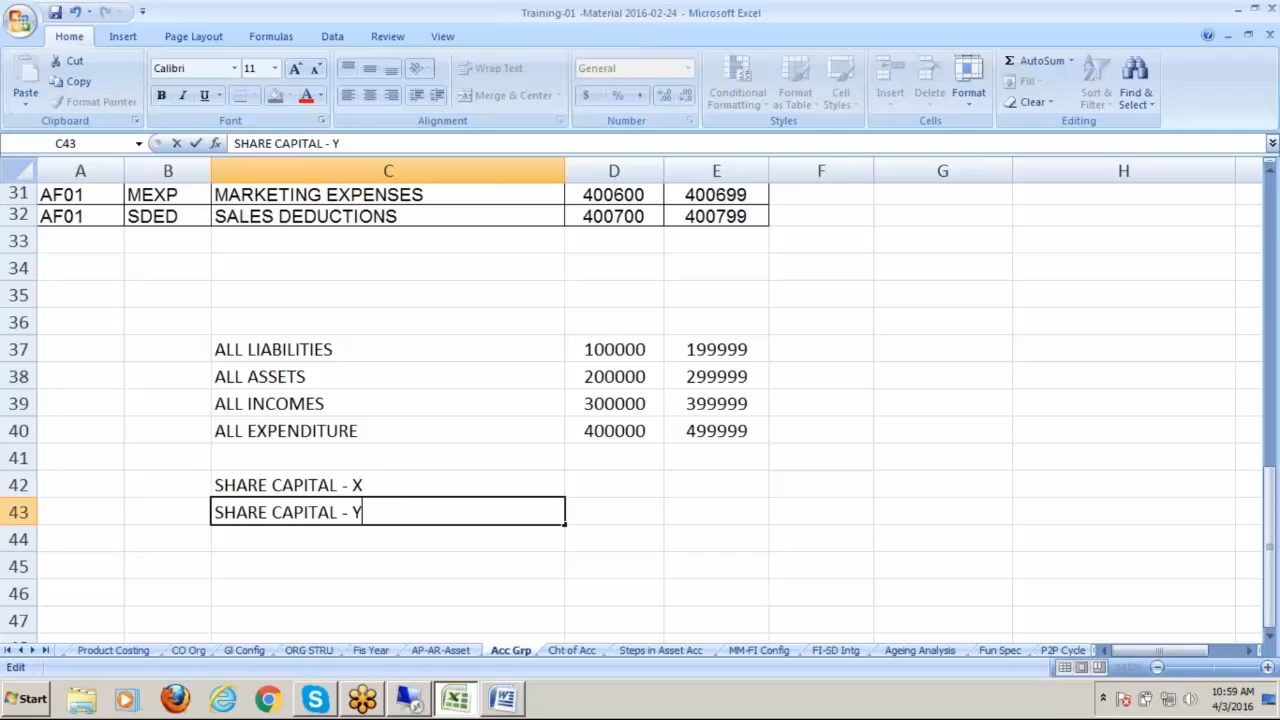 Training-01 -Material 2016-02-24 - Microsoft Excel
Home Insert Page Layout Formulas Data Review View
Paste
Cut
Copy
Format Painter
Clipboard
Calibri 11
B I U
Font
Wrap Text
Merge & Center
Alignment
General
$ % ,
Number
Conditional Formatting
Format as Table
Cell Styles
Styles
Insert Delete Format
Cells
Σ AutoSum
Fill
Clear
Sort & Filter
Find & Select
Editing
C43 fx SHARE CAPITAL - Y
A B C D E F G H
31 AF01 MEXP MARKETING EXPENSES 400600 400699
32 AF01 SDED SALES DEDUCTIONS 400700 400799
33
34
35
36
37 ALL LIABILITIES 100000 199999
38 ALL ASSETS 200000 299999
39 ALL INCOMES 300000 399999
40 ALL EXPENDITURE 400000 499999
41
42 SHARE CAPITAL - X
43 SHARE CAPITAL - Y
44
45
46
47
Product Costing CO Org Gl Config ORG STRU Fis Year AP-AR-Asset Acc Grp Cht of Acc Steps in Asset Acc MM-FI Config FI-SD Intg Ageing Analysis Fun Spec P2P Cycle
Edit
Start
10:59 AM
4/3/2016